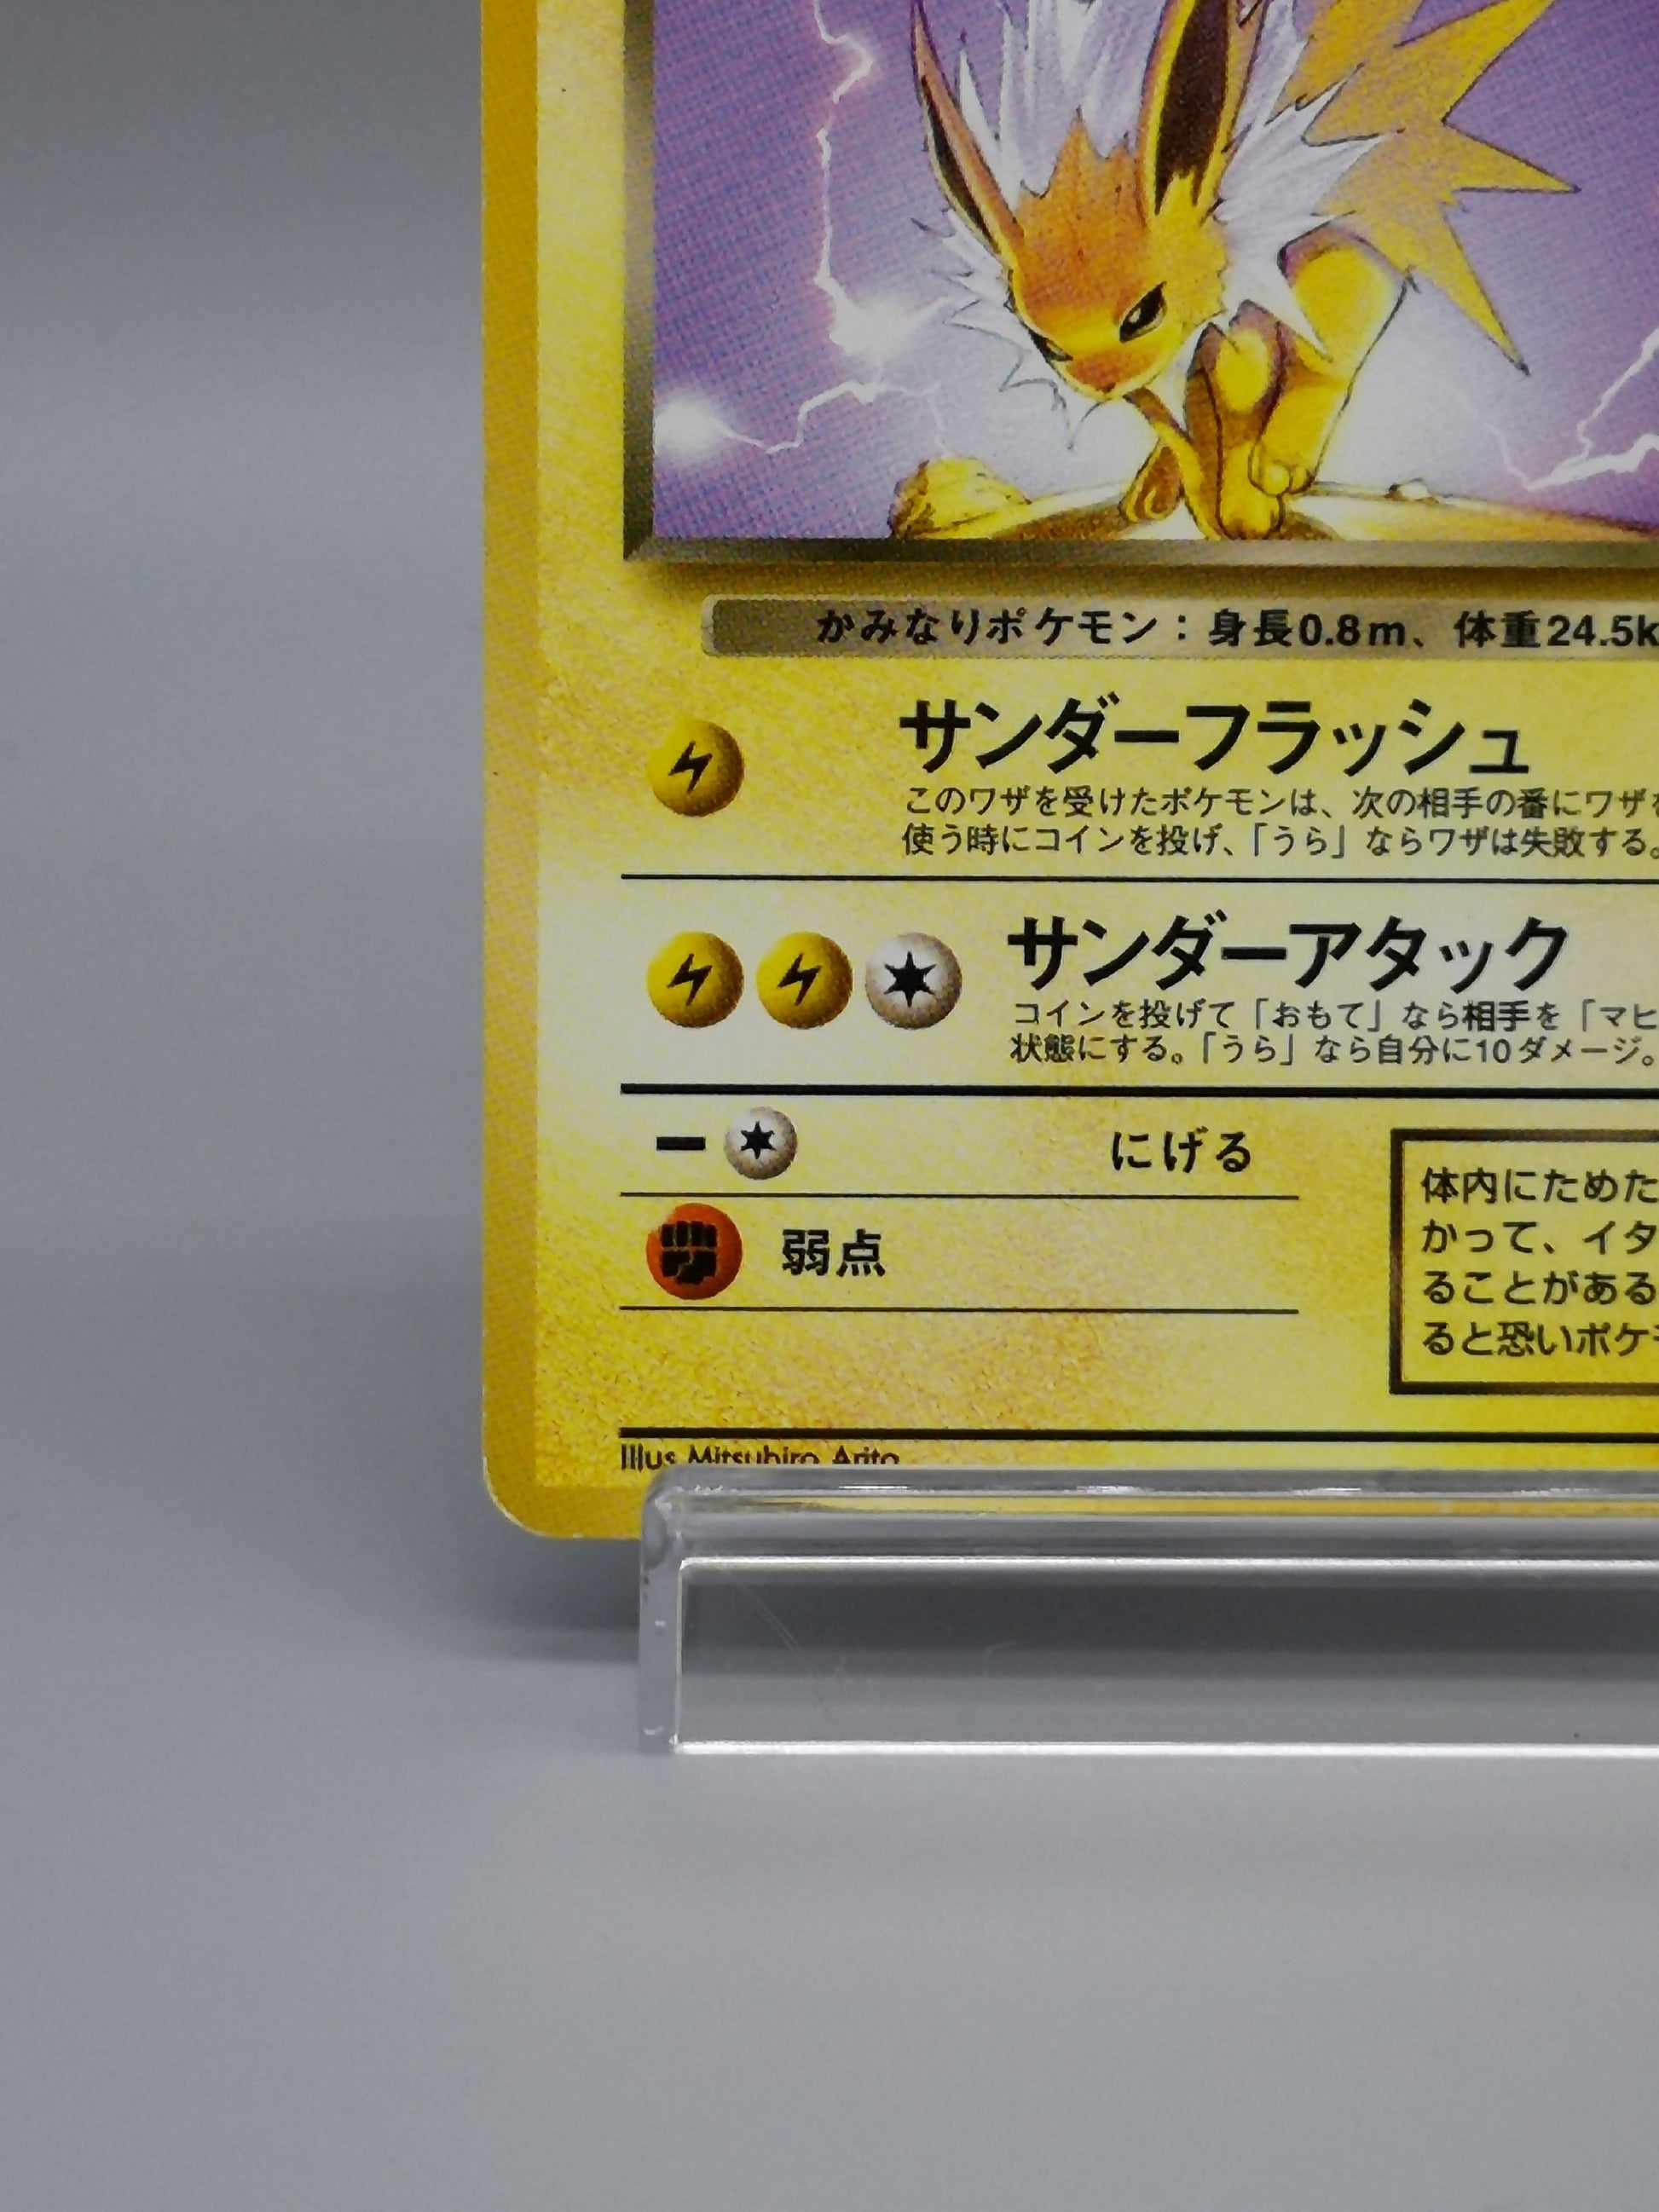 かみなりポケモン：身長0.8m、体重24.5k
サンダーフラッシュ
このワザを受けたポケモンは、次の相手の番にワザを
使う時にコインを投げ、「うら」ならワザは失敗する。
サンダーアタック
コインを投げて「おもて」なら相手を「マヒ
状態にする。「うら」なら自分に10ダメージ。
にげる
弱点
体内にためた
かって、イタ
ることがある
ると恐いポケモ
Illus Mitsuhiro Arita